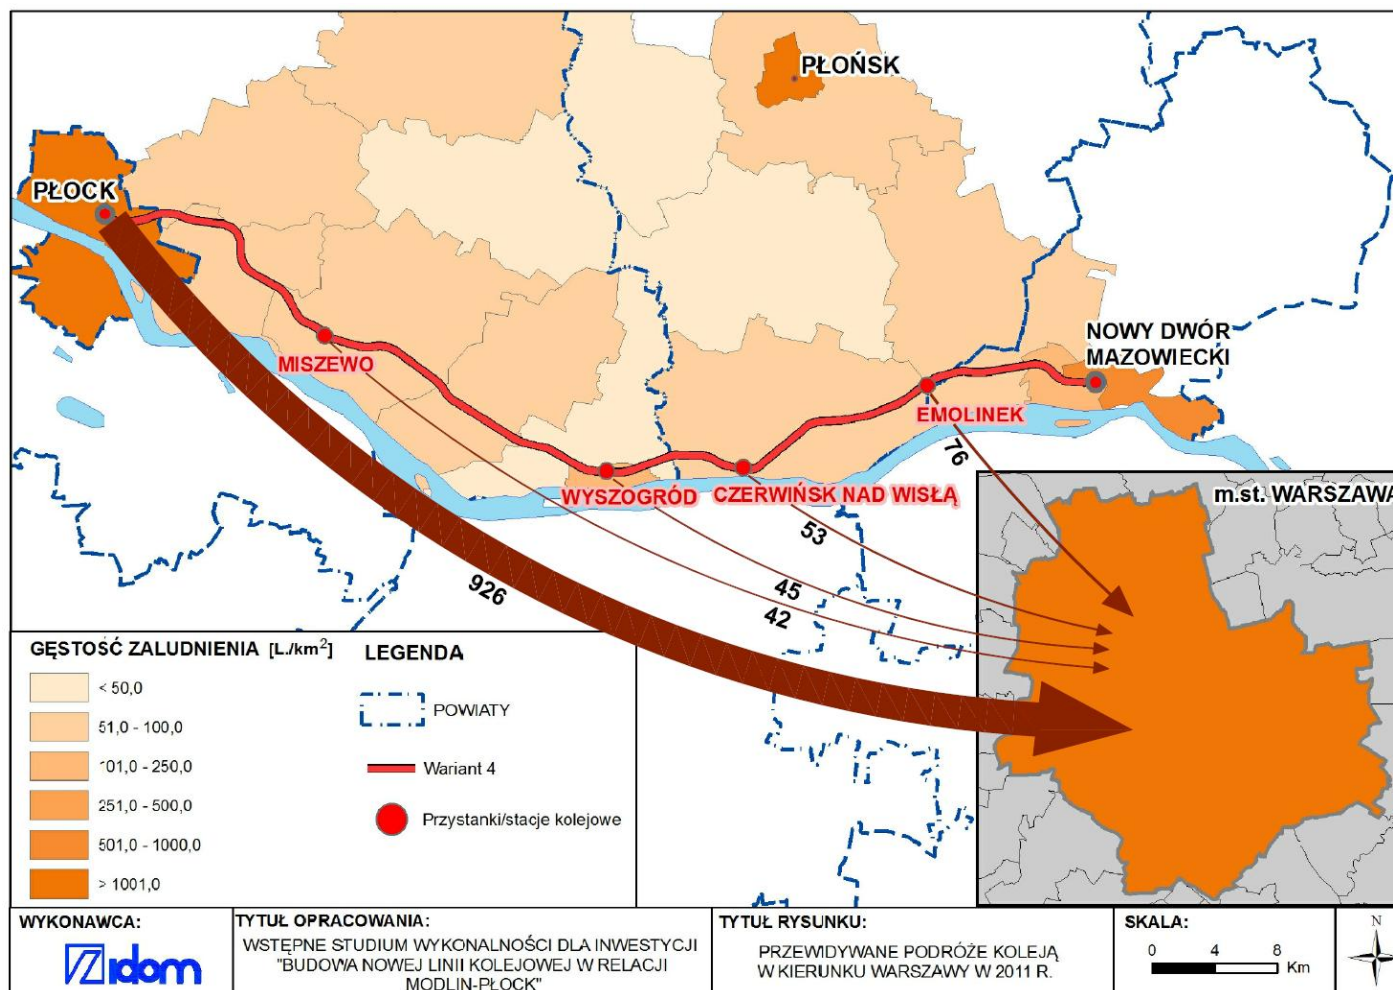 PŁOŃSK
PŁOCK
NOWY DWÓR
MAZOWIECKI
MISZEWO
EMOLINEK
WYSZOGRÓD
CZERWIŃSK NAD WISŁĄ
76
m.st. WARSZAWA
53
45
42
926
GĘSTOŚĆ ZALUDNIENIA [L./km²]
< 50,0
51,0 - 100,0
101,0 - 250,0
251,0 - 500,0
501,0 - 1000,0
> 1001,0
LEGENDA
POWIATY
Wariant 4
Przystanki/stacje kolejowe
WYKONAWCA:
idom
TYTUŁ OPRACOWANIA:
WSTĘPNE STUDIUM WYKONALNOŚCI DLA INWESTYCJI
"BUDOWA NOWEJ LINII KOLEJOWEJ W RELACJI
MODLIN-PŁOCK"
TYTUŁ RYSUNKU:
PRZEWIDYWANE PODRÓŻE KOLEJĄ
W KIERUNKU WARSZAWY W 2011 R.
SKALA:
0 4 8
Km
N